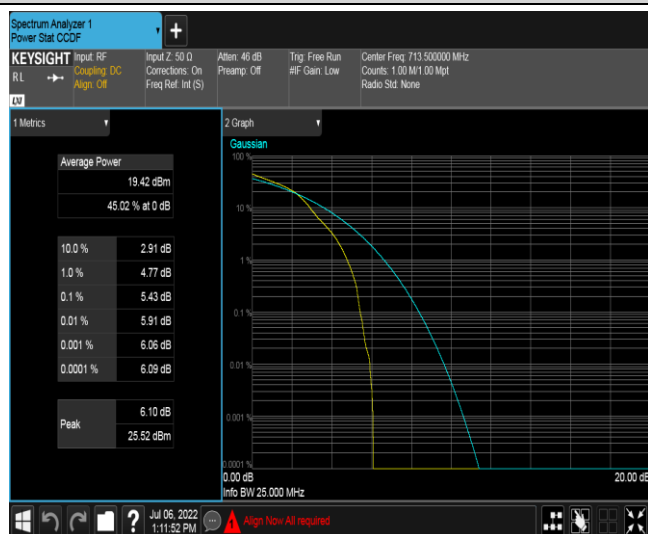 Spectrum Analyzer 1
Power Stat CCDF
+
KEYSIGHT
R L
LXI
Input: RF
Coupling: DC
Align: Off
Input Z: 50 Ω
Corrections: On
Freq Ref: Int (S)
Atten: 46 dB
Preamp: Off
Trig: Free Run
#IF Gain: Low
Center Freq: 713.500000 MHz
Counts: 1.00 M/1.00 Mpt
Radio Std: None
1 Metrics
Average Power
19.42 dBm
45.02 % at 0 dB
10.0 % 2.91 dB
1.0 % 4.77 dB
0.1 % 5.43 dB
0.01 % 5.91 dB
0.001 % 6.06 dB
0.0001 % 6.09 dB
Peak
6.10 dB
25.52 dBm
2 Graph
Gaussian
100 %
10 %
1 %
0.1 %
0.01 %
0.001 %
0.0001 %
0.00 dB 20.00 dB
Info BW 25.000 MHz
?
Jul 06, 2022
1:11:52 PM
Align Now All required